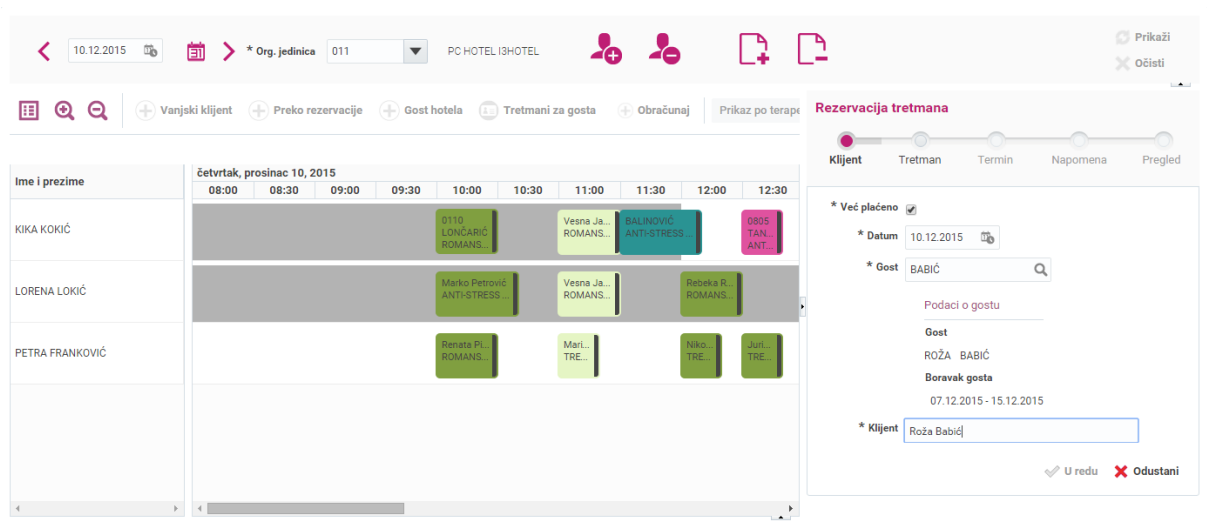 10.12.2015
* Org. jedinica 011
PC HOTEL I3HOTEL
Prikaži
Očisti
Vanjski klijent
Preko rezervacije
Gost hotela
Tretmani za gosta
Obračunaj
Prikaz po terape
Ime i prezime
četvrtak, prosinac 10, 2015
08:00 08:30 09:00 09:30 10:00 10:30 11:00 11:30 12:00 12:30
KIKA KOKIĆ
0110
LONČARIĆ
ROMANS...
Vesna Ja...
ROMANS...
BALINOVIĆ
ANTI-STRESS ...
0805
TAN...
ANT...
LORENA LOKIĆ
Marko Petrović
ANTI-STRESS ...
Vesna Ja...
ROMANS...
Rebeka R...
ROMANS...
PETRA FRANKOVIĆ
Renata Pi...
ROMANS...
Mari...
TRE...
Niko...
TRE...
Juri...
TRE...
Rezervacija tretmana
Klijent Tretman Termin Napomena Pregled
* Već plaćeno
* Datum 10.12.2015
* Gost BABIĆ
Podaci o gostu
Gost
ROŽA BABIĆ
Boravak gosta
07.12.2015 - 15.12.2015
* Klijent Roža Babić
U redu Odustani